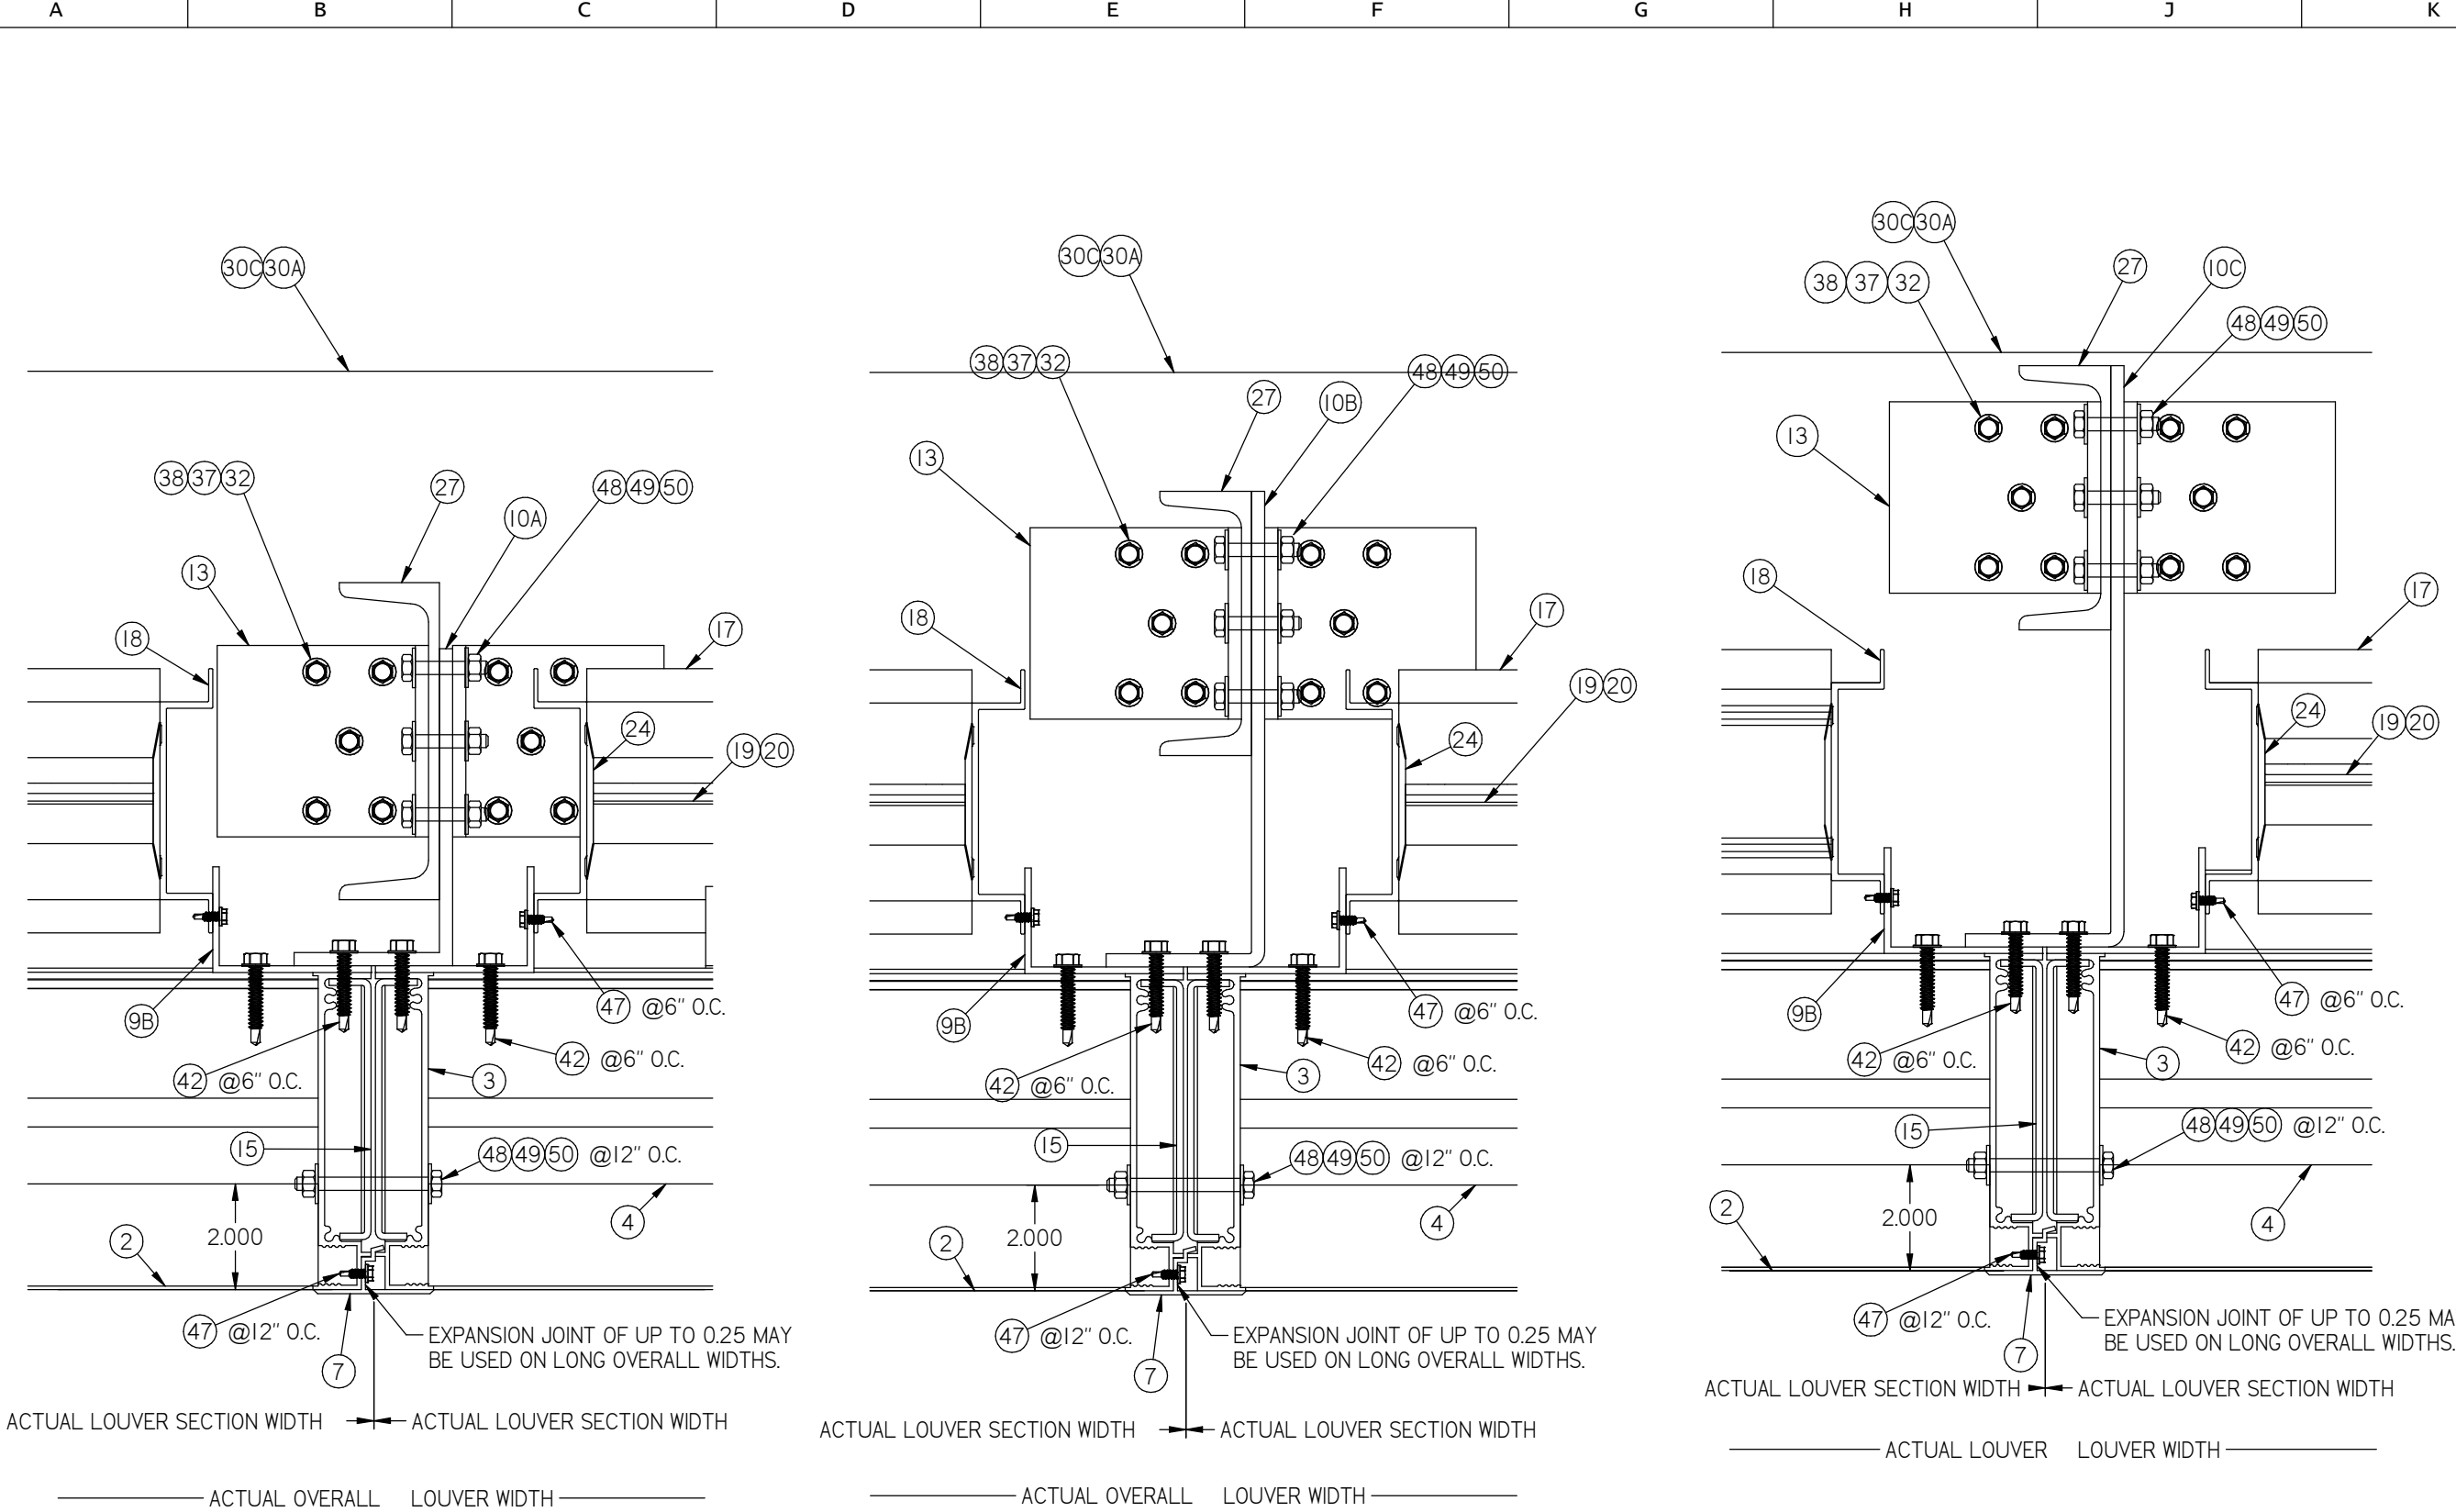 A B C D E F G H J K
30C 30A
38 37 32
27
10A
48 49 50
13
18
17
24
19 20
9B
47 @6" O.C.
42 @6" O.C.
42 @6" O.C.
3
15
48 49 50 @12" O.C.
4
2
2.000
47 @12" O.C.
7
EXPANSION JOINT OF UP TO 0.25 MAY
BE USED ON LONG OVERALL WIDTHS.
ACTUAL LOUVER SECTION WIDTH ACTUAL LOUVER SECTION WIDTH
ACTUAL OVERALL LOUVER WIDTH
30C 30A
38 37 32
48 49 50
27
10B
13
18
17
19 20
24
9B
47 @6" O.C.
42 @6" O.C.
42 @6" O.C.
3
15
48 49 50 @12" O.C.
4
2
2.000
47 @12" O.C.
7
EXPANSION JOINT OF UP TO 0.25 MAY
BE USED ON LONG OVERALL WIDTHS.
ACTUAL LOUVER SECTION WIDTH ACTUAL LOUVER SECTION WIDTH
ACTUAL OVERALL LOUVER WIDTH
30C 30A
38 37 32
27
10C
48 49 50
13
18
17
24
19 20
9B
47 @6" O.C.
42 @6" O.C.
42 @6" O.C.
3
15
48 49 50 @12" O.C.
4
2
2.000
47 @12" O.C.
7
EXPANSION JOINT OF UP TO 0.25 MA
BE USED ON LONG OVERALL WIDTHS.
ACTUAL LOUVER SECTION WIDTH ACTUAL LOUVER SECTION WIDTH
ACTUAL LOUVER LOUVER WIDTH